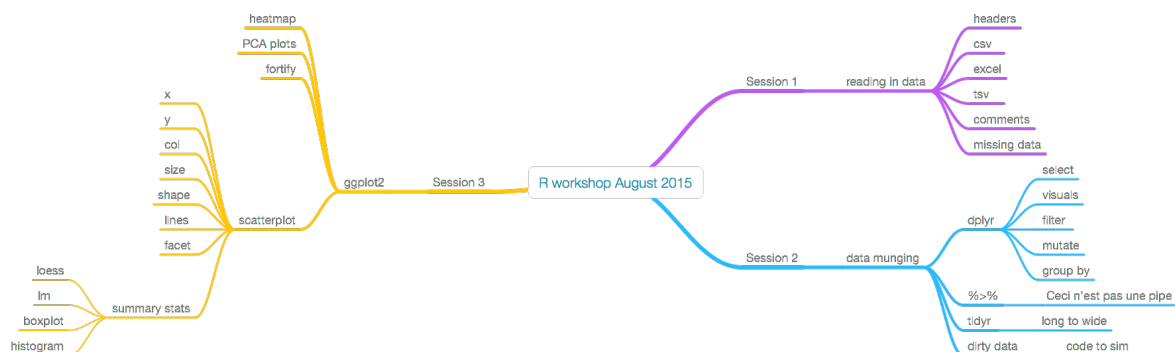 R workshop August 2015
Session 1
reading in data
headers
csv
excel
tsv
comments
missing data
Session 2
data munging
dplyr
select
visuals
filter
mutate
group by
%>%
Ceci n'est pas une pipe
tidyr
long to wide
dirty data
code to sim
Session 3
ggplot2
heatmap
PCA plots
fortify
scatterplot
x
y
col
size
shape
lines
facet
summary stats
loess
lm
boxplot
histogram